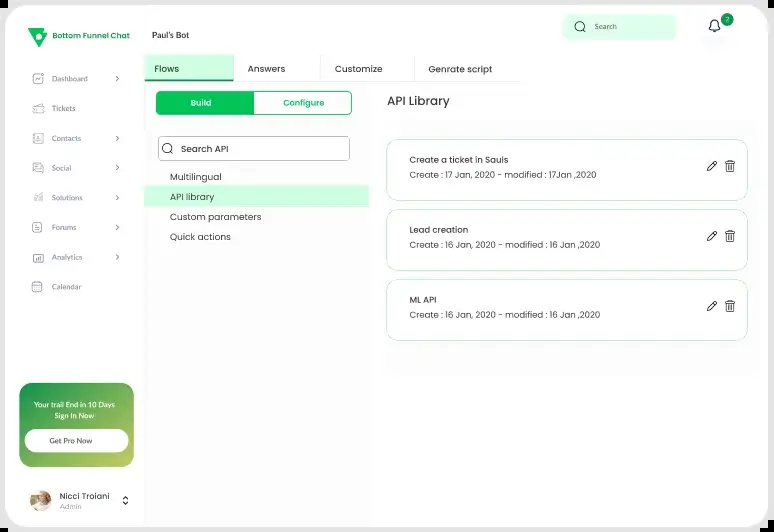 Bottom Funnel Chat
Paul's Bot
Search
2
Dashboard
Tickets
Contacts
Social
Solutions
Forums
Analytics
Calendar
Your trail End in 10 Days
Sign In Now
Get Pro Now
Nicci Troiani
Admin
Flows
Answers
Customize
Genrate script
Build
Configure
Search API
Multilingual
API library
Custom parameters
Quick actions
API Library
Create a ticket in Sauls
Create : 17 Jan, 2020 - modified : 17Jan ,2020
Lead creation
Create : 16 Jan, 2020 - modified : 16 Jan ,2020
ML API
Create : 16 Jan, 2020 - modified : 16 Jan ,2020